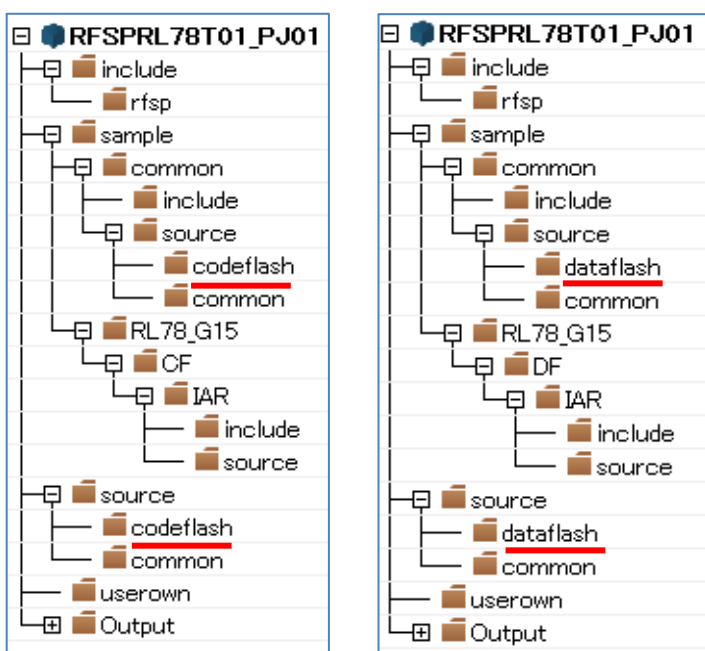 RFSPRL78T01_PJ01
include
rfsp
sample
common
include
source
codeflash
common
RL78_G15
CF
IAR
include
source
source
codeflash
common
userown
Output
RFSPRL78T01_PJ01
include
rfsp
sample
common
include
source
dataflash
common
RL78_G15
DF
IAR
include
source
source
dataflash
common
userown
Output